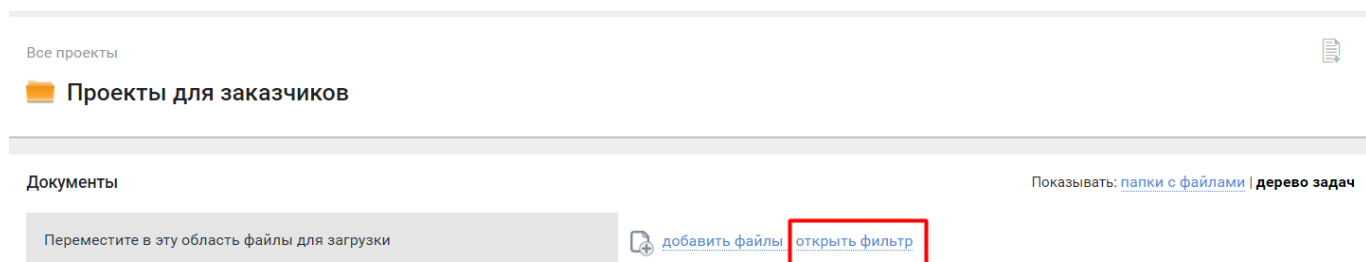 Все проекты
Проекты для заказчиков
Документы
Показывать: папки с файлами | дерево задач
Переместите в эту область файлы для загрузки
добавить файлы открыть фильтр